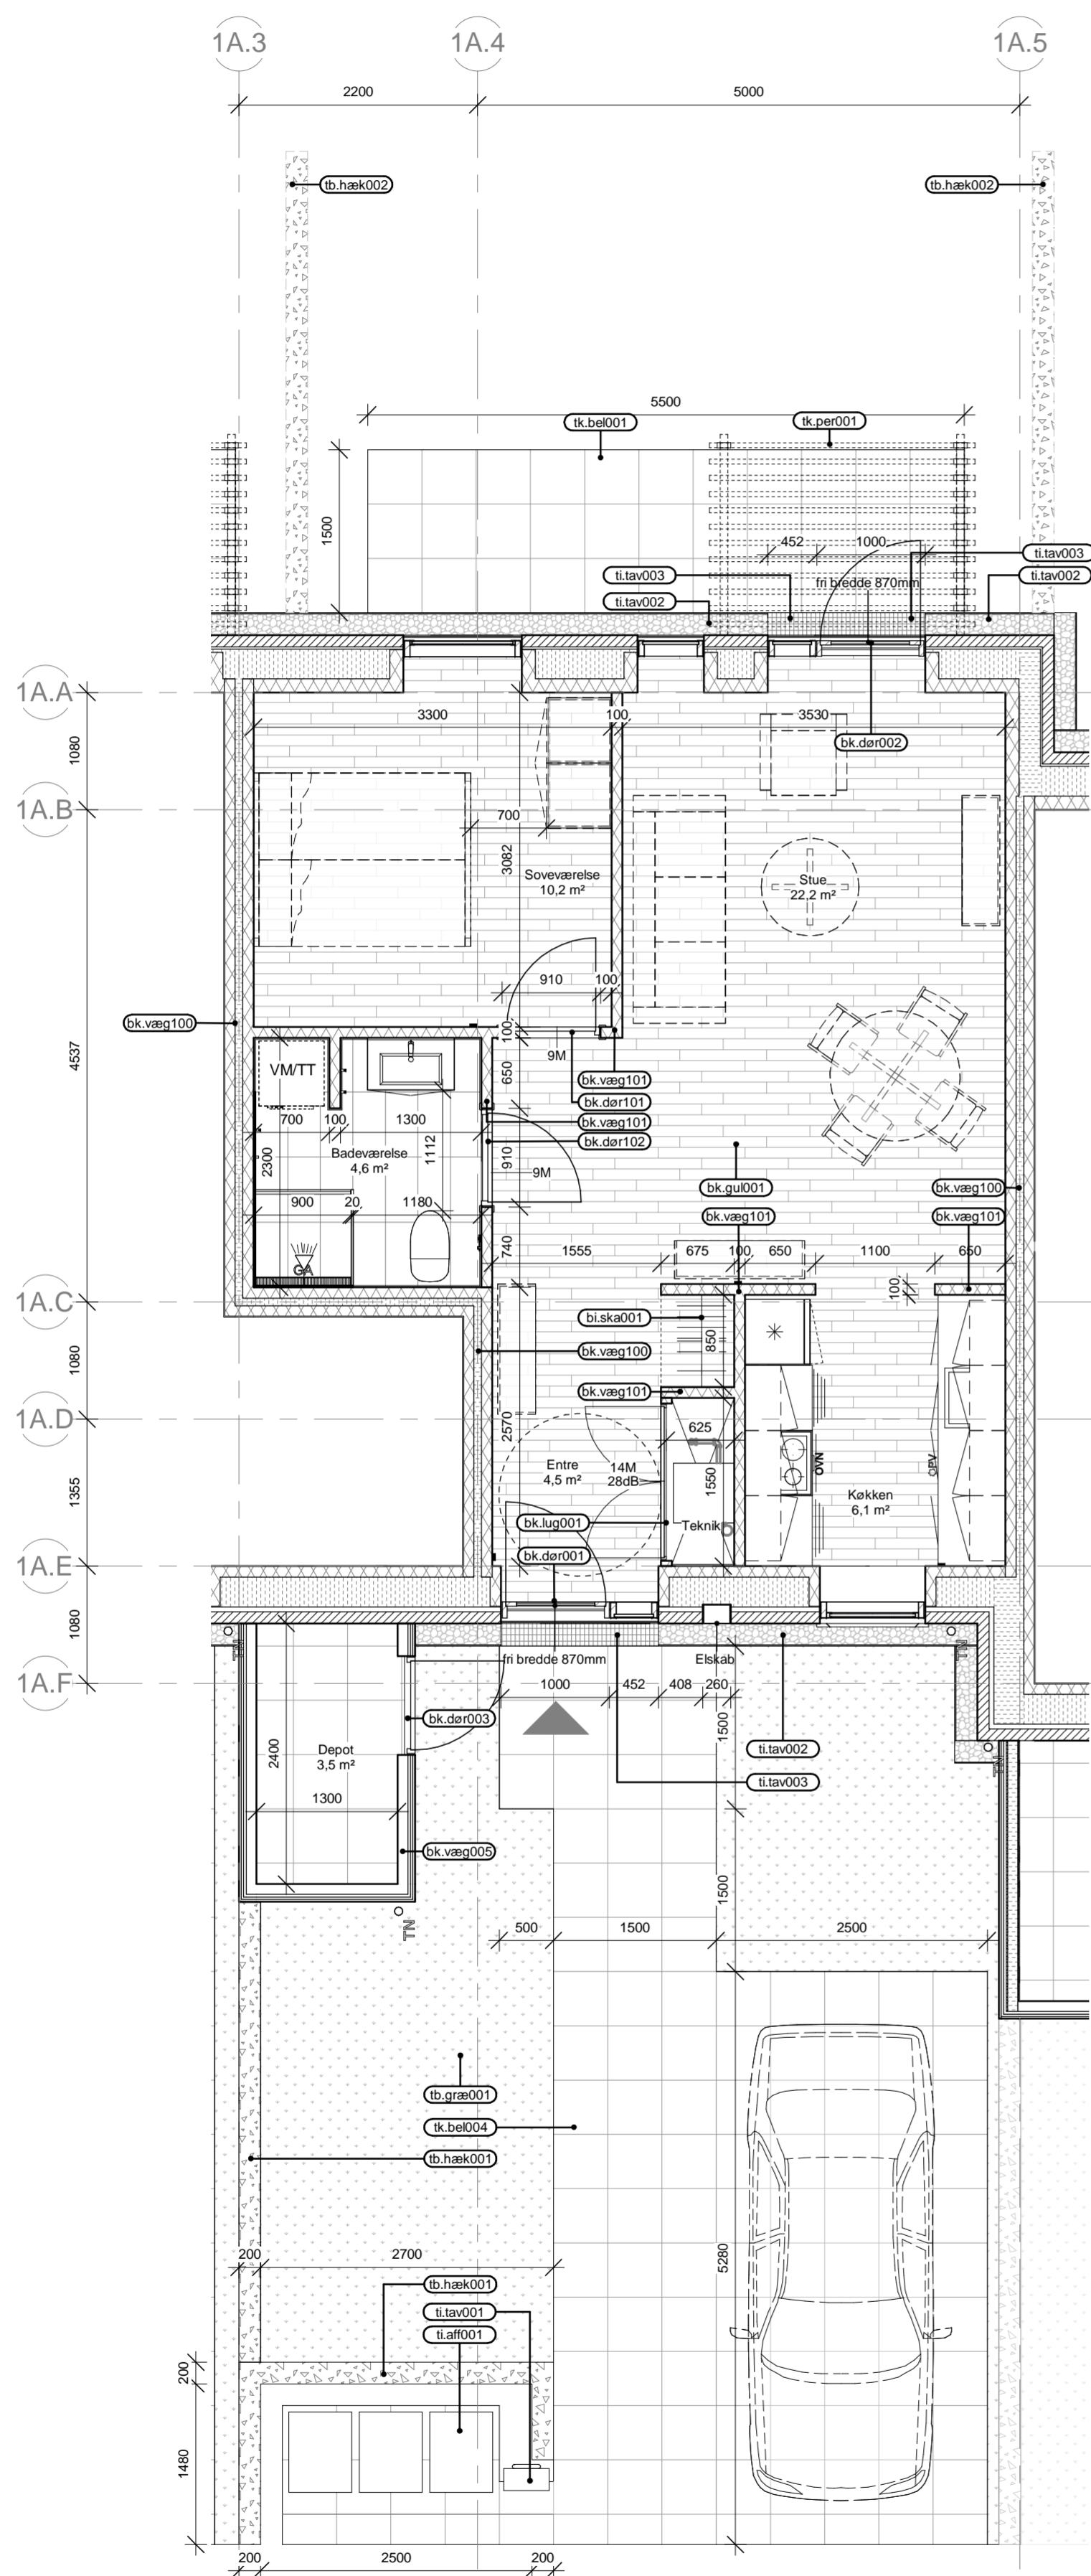 1A.3
1A.4
1A.5
2200
5000
tb.hæk002
tb.hæk002
5500
tk.bel001
tk.per001
1500
452
1000
ti.tav003
ti.tav003
ti.tav002
fri bredde 870mm
ti.tav002
1A.A
3300
100
3530
bk.dør002
1080
1A.B
700
3082
Soveværelse
10,2 m²
Stue
22,2 m²
910
100
bk.væg100
100
9M
4537
VM/TT
650
bk.væg101
bk.dør101
700
100
1300
bk.væg101
1112
bk.dør102
Badeværelse
4,6 m²
2300
910
9M
bk.gul001
bk.væg100
900
20
1180
bk.væg101
bk.væg101
740
1555
675
100
650
1100
650
GA
100
1A.C
bi.ska001
850
1080
bk.væg100
bk.væg101
1A.D
2570
625
Entre
4,5 m²
14M
28dB
1550
OVN
OPV
1355
Køkken
6,1 m²
bk.lug001
Teknik
bk.dør001
1A.E
1080
TN
fri bredde 870mm
Elskab
TN
1A.F
1000
452
408
260
bk.dør003
1500
ti.tav002
Depot
3,5 m²
2400
TN
ti.tav003
1300
bk.væg005
1500
TN
500
1500
2500
tb.græ001
tk.bel004
tb.hæk001
5280
200
2700
tb.hæk001
ti.tav001
ti.aff001
200
1480
200
2500
200